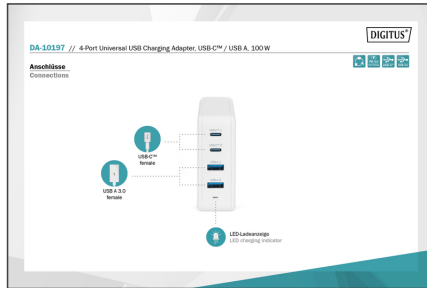 DIGITUS®
DA-10197 // 4-Port Universal USB Charging Adapter, USB-C™ / USB A, 100 W
Anschlüsse
Connections
USB-C™
female
USB A 3.0
female
LED-Ladeanzeige
LED charging indicator